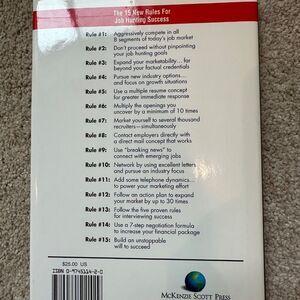 The 15 New Rules For
Job Hunting Success
Rule #1: Aggressively compete in all
8 segments of today's job market
Rule #2: Don't proceed without pinpointing
your job hunting goals
Rule #3: Expand your marketability... far
beyond your factual credentials
Rule #4: Pursue new industry options...
and focus on growth situations
Rule #5: Use a multiple resume concept
for greater immediate response
Rule #6: Multiply the openings you
uncover by a minimum of 10 times
Rule #7: Market yourself to several thousand
recruiters—simultaneously
Rule #8: Contact employers directly with
a direct mail concept that works
Rule #9: Use "breaking news" to
connect with emerging jobs
Rule #10: Network by using excellent letters
and pursue an industry focus
Rule #11: Add some telephone dynamics...
to power your marketing effort
Rule #12: Follow an action plan to expand
your market by up to 30 times
Rule #13: Follow the five proven rules
for interviewing success
Rule #14: Use a 7-step negotiation formula
to increase your financial package
Rule #15: Build an unstoppable
will to succeed
$25.00 US
McKenzie Scott Press